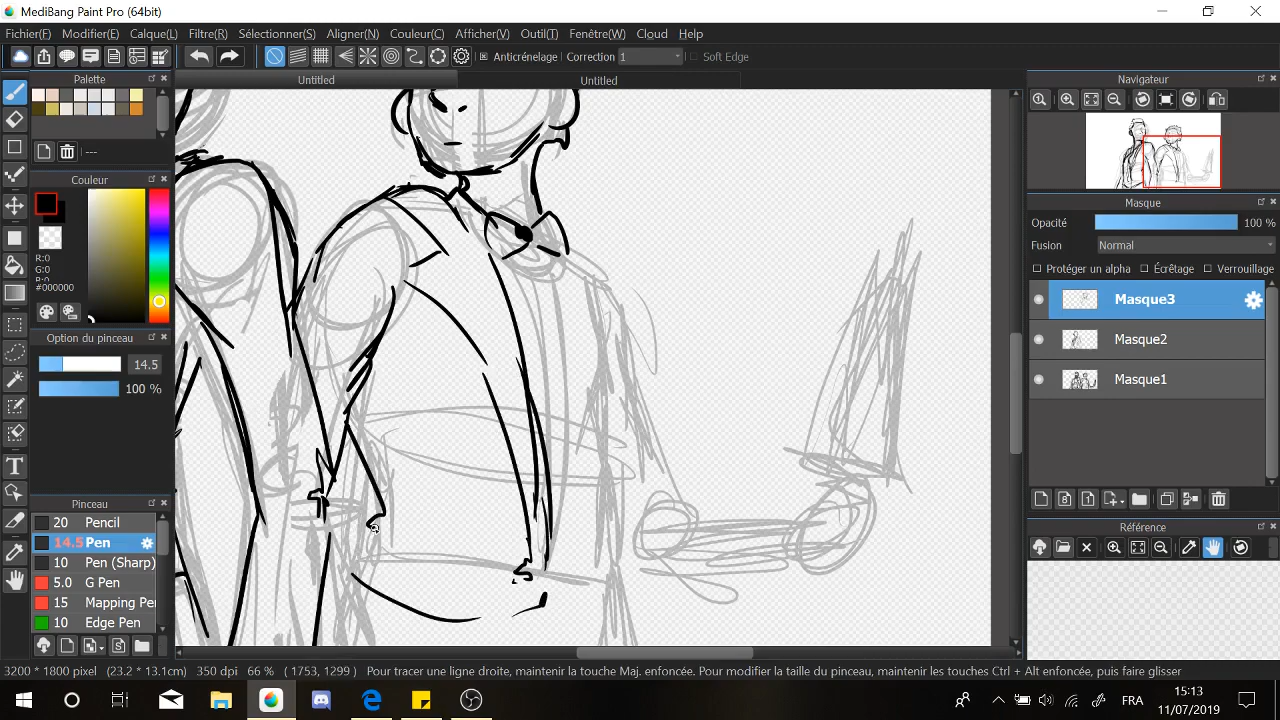 MediBang Paint Pro (64bit)
Fichier(F) Modifier(E) Calque(L) Filtre(R) Sélectionner(S) Aligner(N) Couleur(C) Afficher(V) Outil(T) Fenêtre(W) Cloud Help
Anticrénelage Correction 1 Soft Edge
Palette
Untitled
Untitled
Navigateur
---
Couleur
R:0
G:0
B:0
#000000
Masque
Opacité 100 %
Fusion Normal
Protéger un alpha Écrêtage Verrouillage
Masque3
Masque2
Masque1
Option du pinceau
14.5
100 %
Pinceau
20 Pencil
14.5 Pen
10 Pen (Sharp)
5.0 G Pen
15 Mapping Pen
10 Edge Pen
Référence
3200 * 1800 pixel (23.2 * 13.1cm) 350 dpi 66 % ( 1753, 1299 ) Pour tracer une ligne droite, maintenir la touche Maj. enfoncée. Pour modifier la taille du pinceau, maintenir les touches Ctrl + Alt enfoncée, puis faire glisser
FRA
15:13
11/07/2019